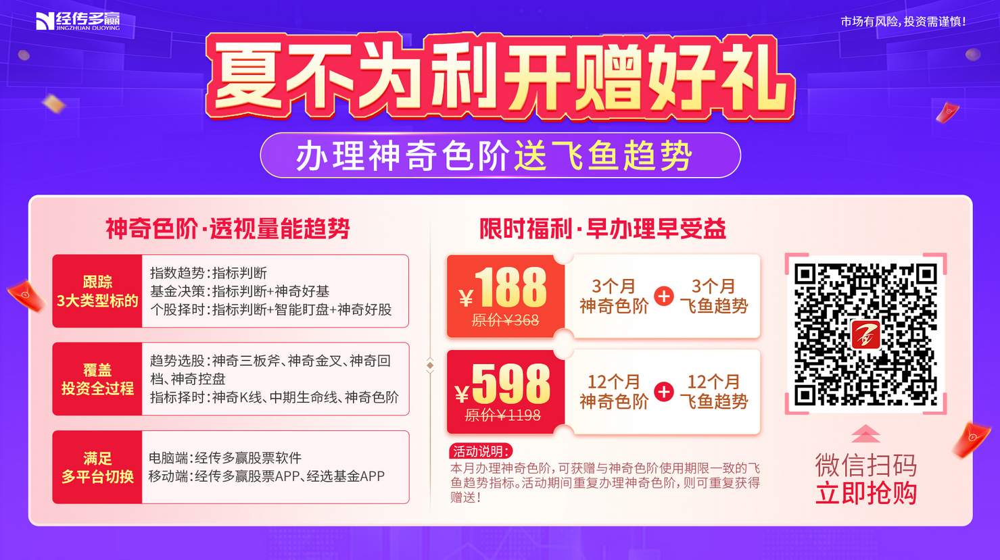 经传多赢
JINGZHUAN DUOYING
市场有风险,投资需谨慎!
夏不为利开赠好礼
办理神奇色阶送飞鱼趋势
神奇色阶·透视量能趋势
跟踪
3大类型标的
指数趋势:指标判断
基金决策:指标判断+神奇好基
个股择时:指标判断+智能盯盘+神奇好股
覆盖
投资全过程
趋势选股:神奇三板斧、神奇金叉、神奇回
档、神奇控盘
指标择时:神奇K线、中期生命线、神奇色阶
满足
多平台切换
电脑端:经传多赢股票软件
移动端:经传多赢股票APP、经选基金APP
限时福利·早办理早受益
¥188
原价¥368
3个月
神奇色阶
+
3个月
飞鱼趋势
¥598
原价¥1198
12个月
神奇色阶
+
12个月
飞鱼趋势
活动说明:
本月办理神奇色阶,可获赠与神奇色阶使用期限一致的飞
鱼趋势指标。活动期间重复办理神奇色阶,则可重复获得
赠送!
微信扫码
立即抢购